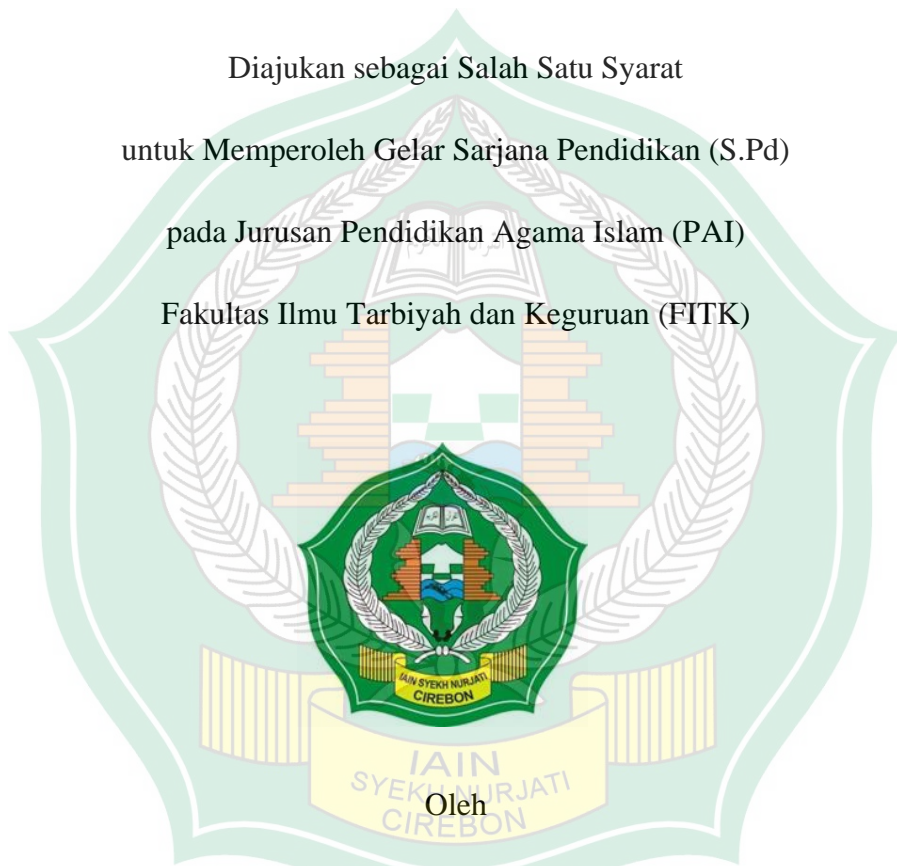 Diajukan sebagai Salah Satu Syarat
untuk Memperoleh Gelar Sarjana Pendidikan (S.Pd)
pada Jurusan Pendidikan Agama Islam (PAI)
Fakultas Ilmu Tarbiyah dan Keguruan (FITK)
IAIN SYEKH NURJATI
CIREBON
IAIN
SYEKH NURJATI
CIREBON
Oleh